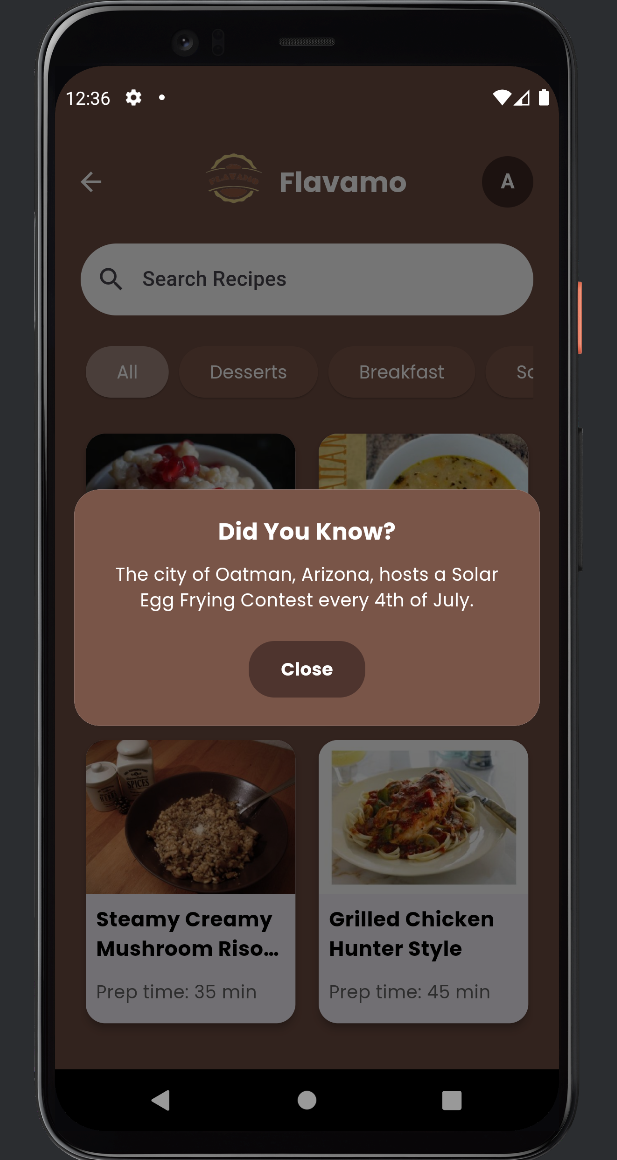 12:36
Flavamo
A
Search Recipes
All
Desserts
Breakfast
Did You Know?
The city of Oatman, Arizona, hosts a Solar
Egg Frying Contest every 4th of July.
Close
SPICES
Steamy Creamy
Mushroom Riso...
Prep time: 35 min
Grilled Chicken
Hunter Style
Prep time: 45 min